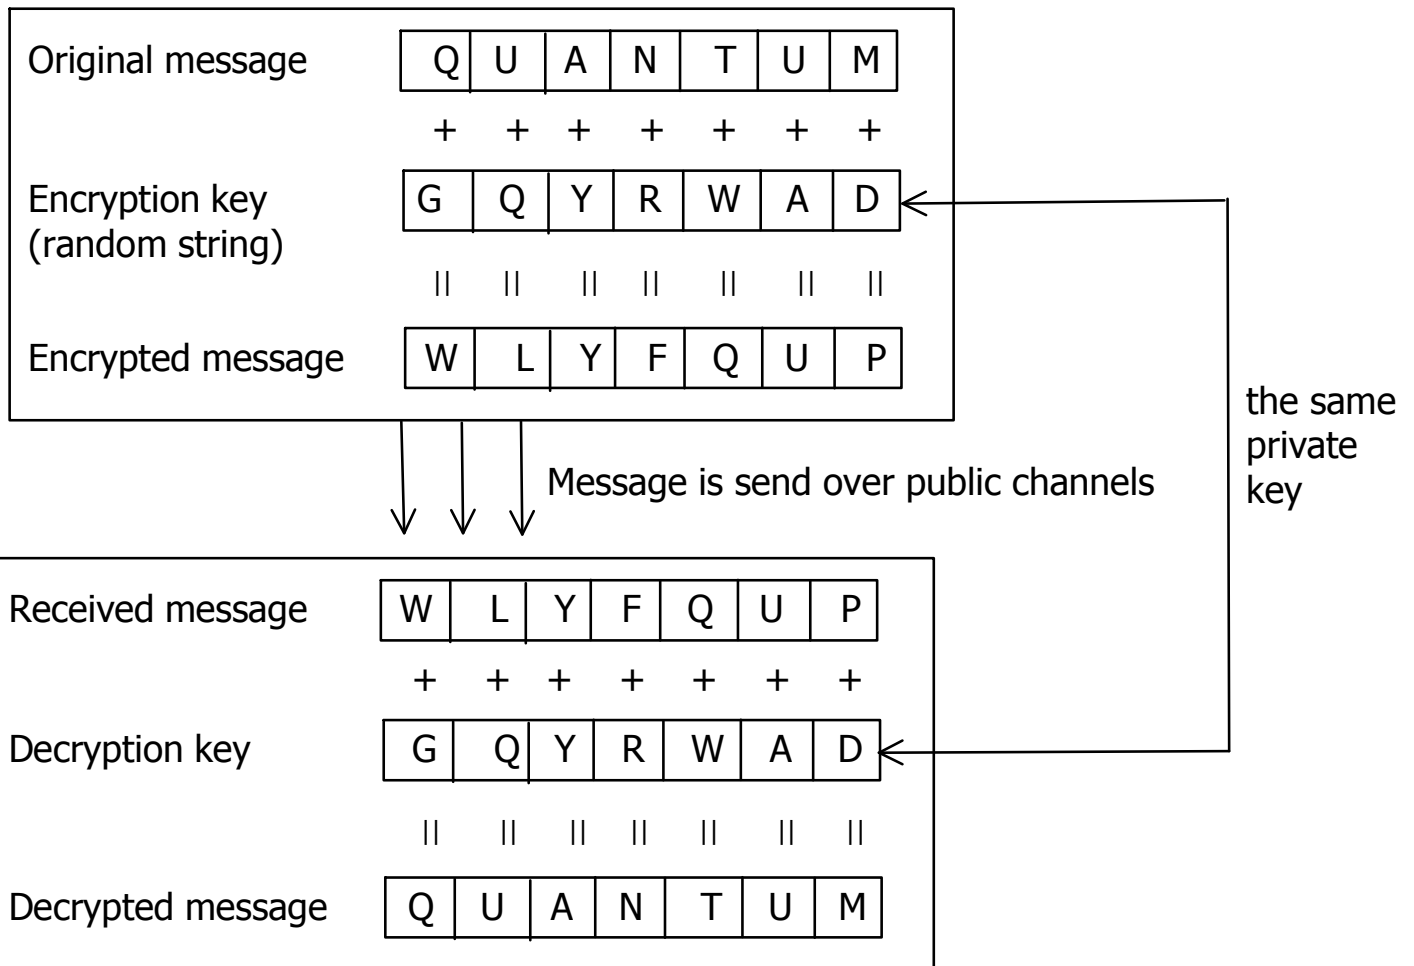 Original message Q U A N T U M
+ + + + + + +
Encryption key G Q Y R W A D
(random string)
= = = = = = =
Encrypted message W L Y F Q U P
the same
private
key
Message is send over public channels
Received message W L Y F Q U P
+ + + + + + +
Decryption key G Q Y R W A D
= = = = = = =
Decrypted message Q U A N T U M